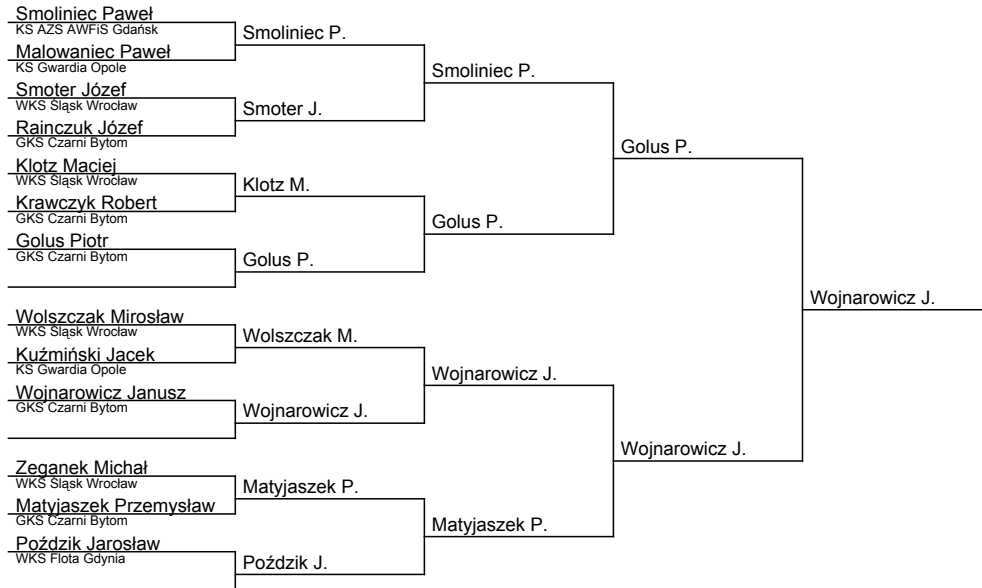 Smoliniec Paweł
KS AZS AWFiS Gdańsk
Malowaniec Paweł
KS Gwardia Opole
Smoter Józef
WKS Śląsk Wrocław
Rainczuk Józef
GKS Czarni Bytom
Klotz Maciej
WKS Śląsk Wrocław
Krawczyk Robert
GKS Czarni Bytom
Golus Piotr
GKS Czarni Bytom
Wolszczak Mirosław
WKS Śląsk Wrocław
Kuźmiński Jacek
KS Gwardia Opole
Wojnarowicz Janusz
GKS Czarni Bytom
Zeganek Michał
WKS Śląsk Wrocław
Matyjaszek Przemysław
GKS Czarni Bytom
Poździk Jarosław
WKS Flota Gdynia
Smoliniec P.
Smoter J.
Klotz M.
Golus P.
Wolszczak M.
Wojnarowicz J.
Matyjaszek P.
Poździk J.
Smoliniec P.
Golus P.
Wojnarowicz J.
Matyjaszek P.
Golus P.
Wojnarowicz J.
Wojnarowicz J.